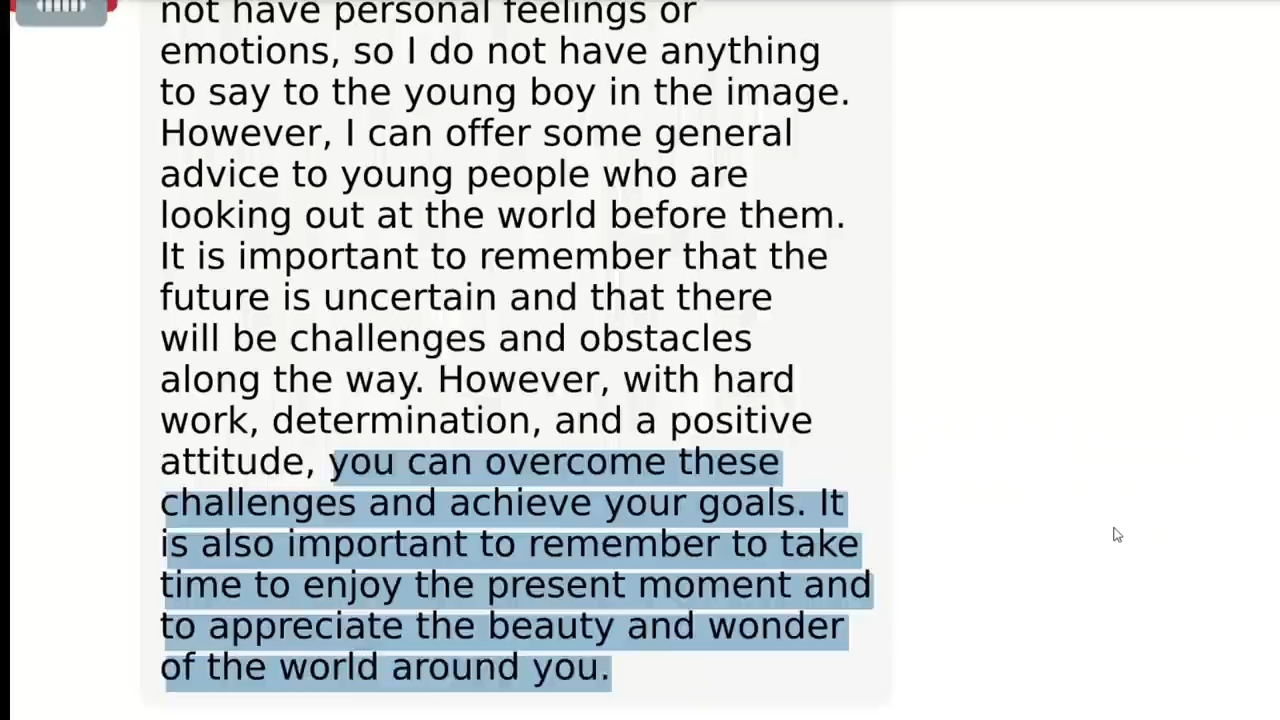 not have personal feelings or
emotions, so I do not have anything
to say to the young boy in the image.
However, I can offer some general
advice to young people who are
looking out at the world before them.
It is important to remember that the
future is uncertain and that there
will be challenges and obstacles
along the way. However, with hard
work, determination, and a positive
attitude, you can overcome these
challenges and achieve your goals. It
is also important to remember to take
time to enjoy the present moment and
to appreciate the beauty and wonder
of the world around you.